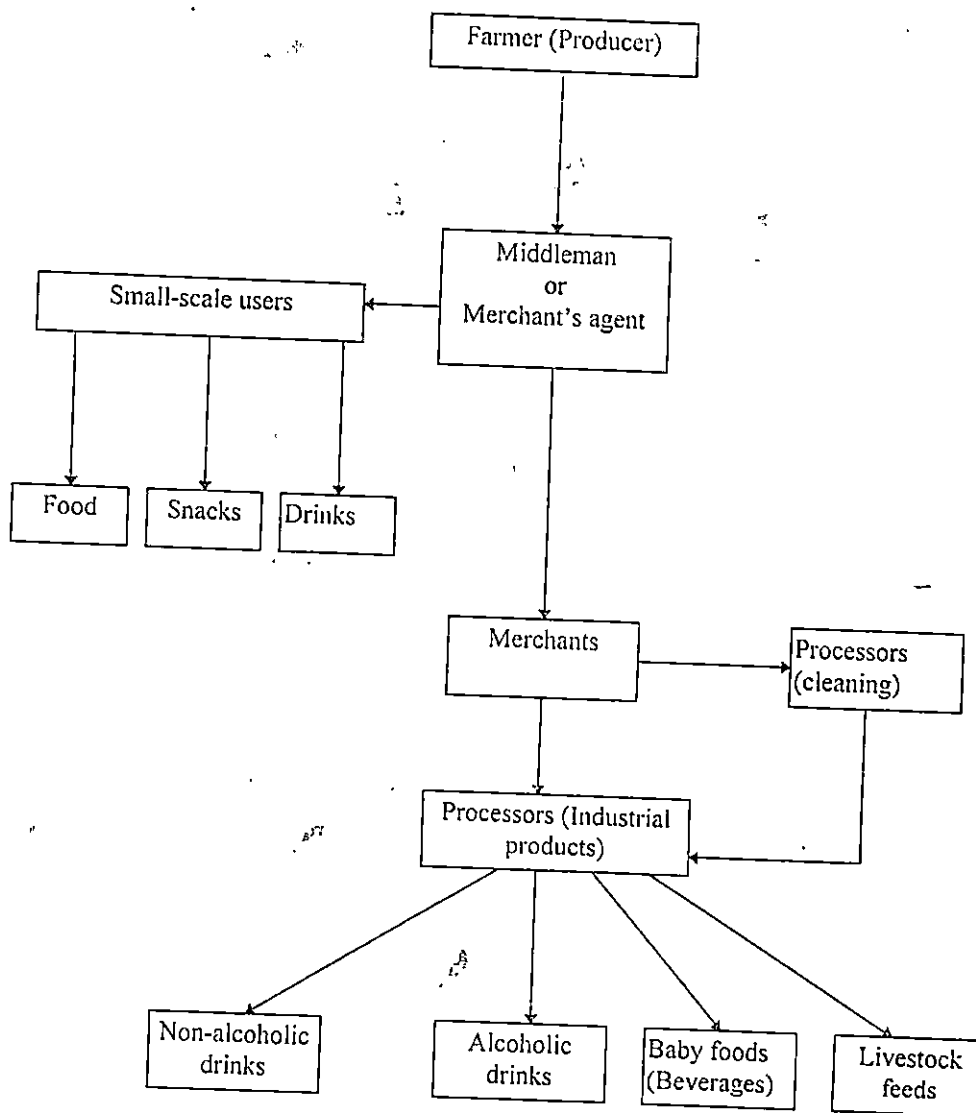 Farmer (Producer)
Middleman
or
Merchant's agent
Small-scale users
Food
Snacks
Drinks
Merchants
Processors
(cleaning)
Processors (Industrial
products)
Non-alcoholic
drinks
Alcoholic
drinks
Baby foods
(Beverages)
Livestock
feeds